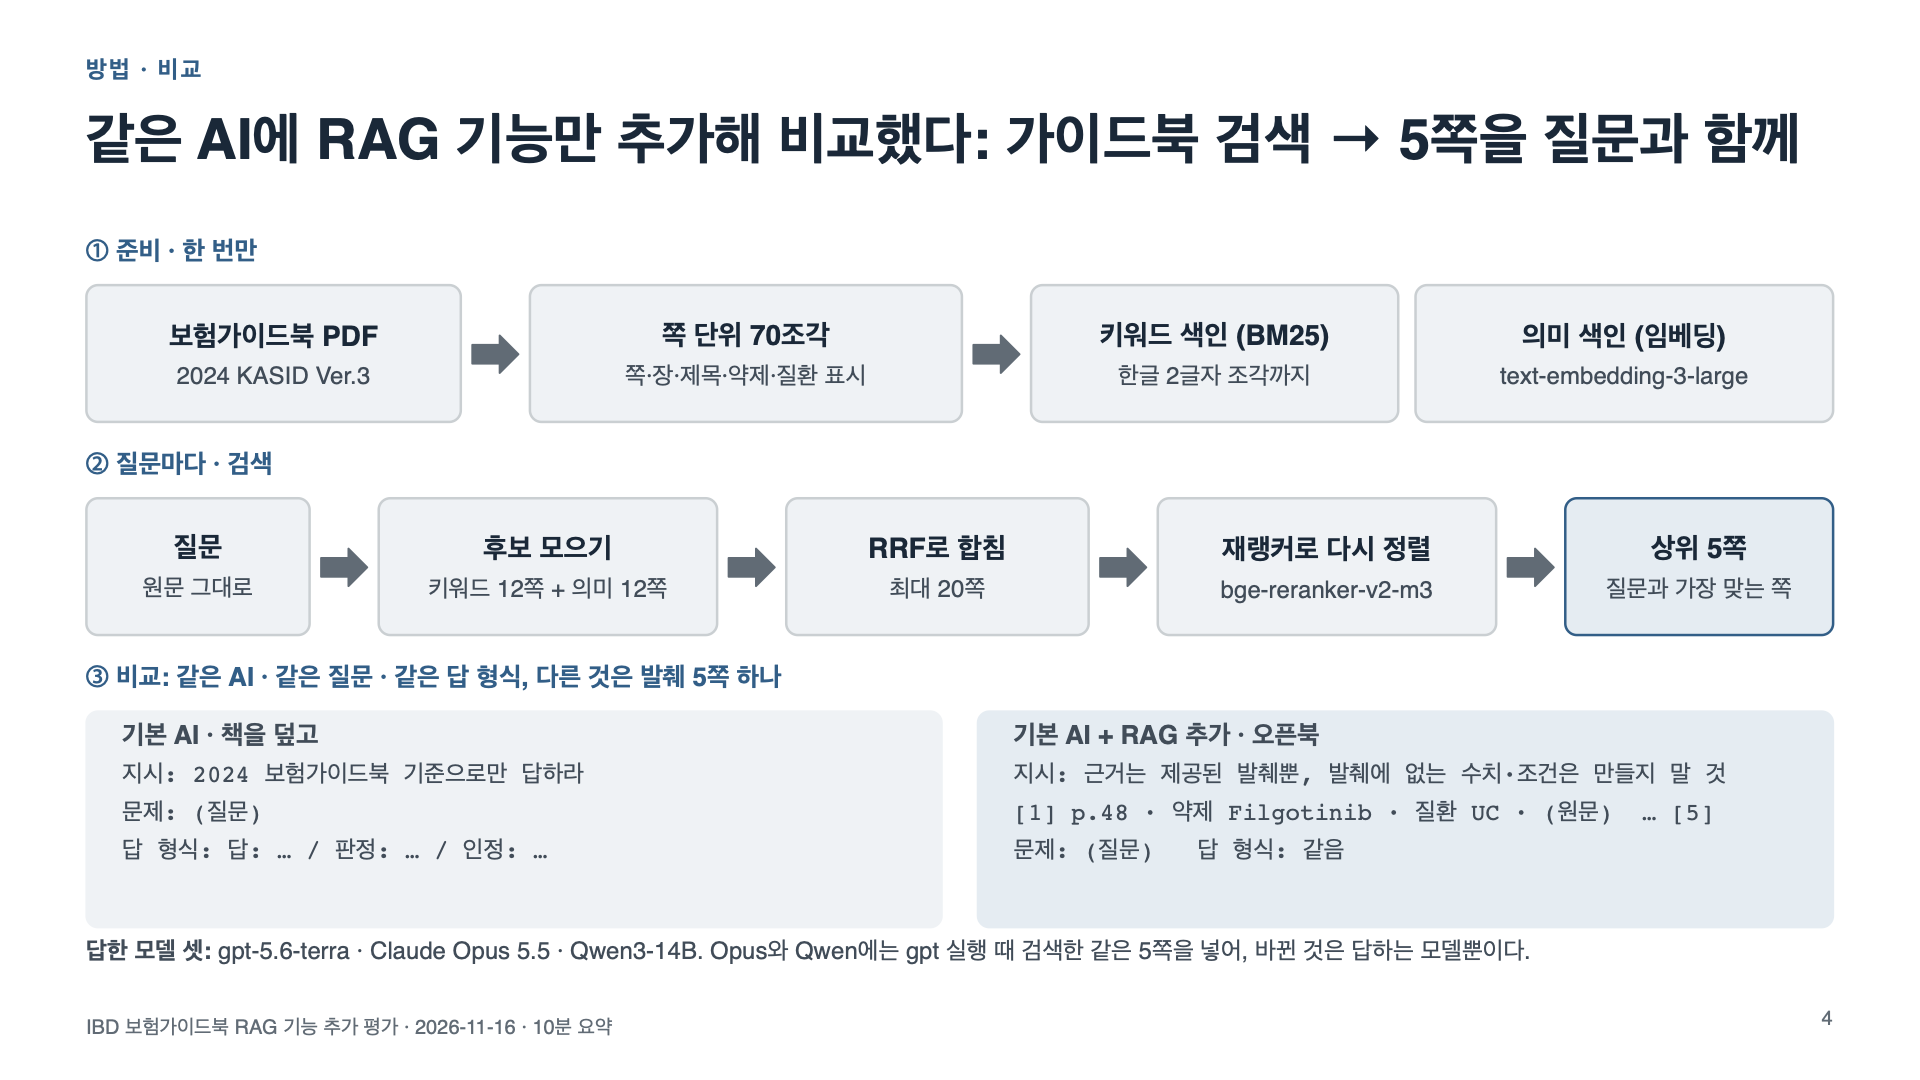 방법 · 비교
같은 AI에 RAG 기능만 추가해 비교했다: 가이드북 검색 → 5쪽을 질문과 함께
① 준비 · 한 번만
보험가이드북 PDF
2024 KASID Ver.3
쪽 단위 70조각
쪽·장·제목·약제·질환 표시
키워드 색인 (BM25)
한글 2글자 조각까지
의미 색인 (임베딩)
text-embedding-3-large
② 질문마다 · 검색
질문
원문 그대로
후보 모으기
키워드 12쪽 + 의미 12쪽
RRF로 합침
최대 20쪽
재랭커로 다시 정렬
bge-reranker-v2-m3
상위 5쪽
질문과 가장 맞는 쪽
③ 비교: 같은 AI · 같은 질문 · 같은 답 형식, 다른 것은 발췌 5쪽 하나
기본 AI · 책을 덮고
지시: 2024 보험가이드북 기준으로만 답하라
문제: (질문)
답 형식: 답: … / 판정: … / 인정: …
기본 AI + RAG 추가 · 오픈북
지시: 근거는 제공된 발췌뿐, 발췌에 없는 수치·조건은 만들지 말 것
[1] p.48 · 약제 Filgotinib · 질환 UC · (원문) … [5]
문제: (질문) 답 형식: 같음
답한 모델 셋: gpt-5.6-terra · Claude Opus 5.5 · Qwen3-14B. Opus와 Qwen에는 gpt 실행 때 검색한 같은 5쪽을 넣어, 바뀐 것은 답하는 모델뿐이다.
IBD 보험가이드북 RAG 기능 추가 평가 · 2026-11-16 · 10분 요약
4